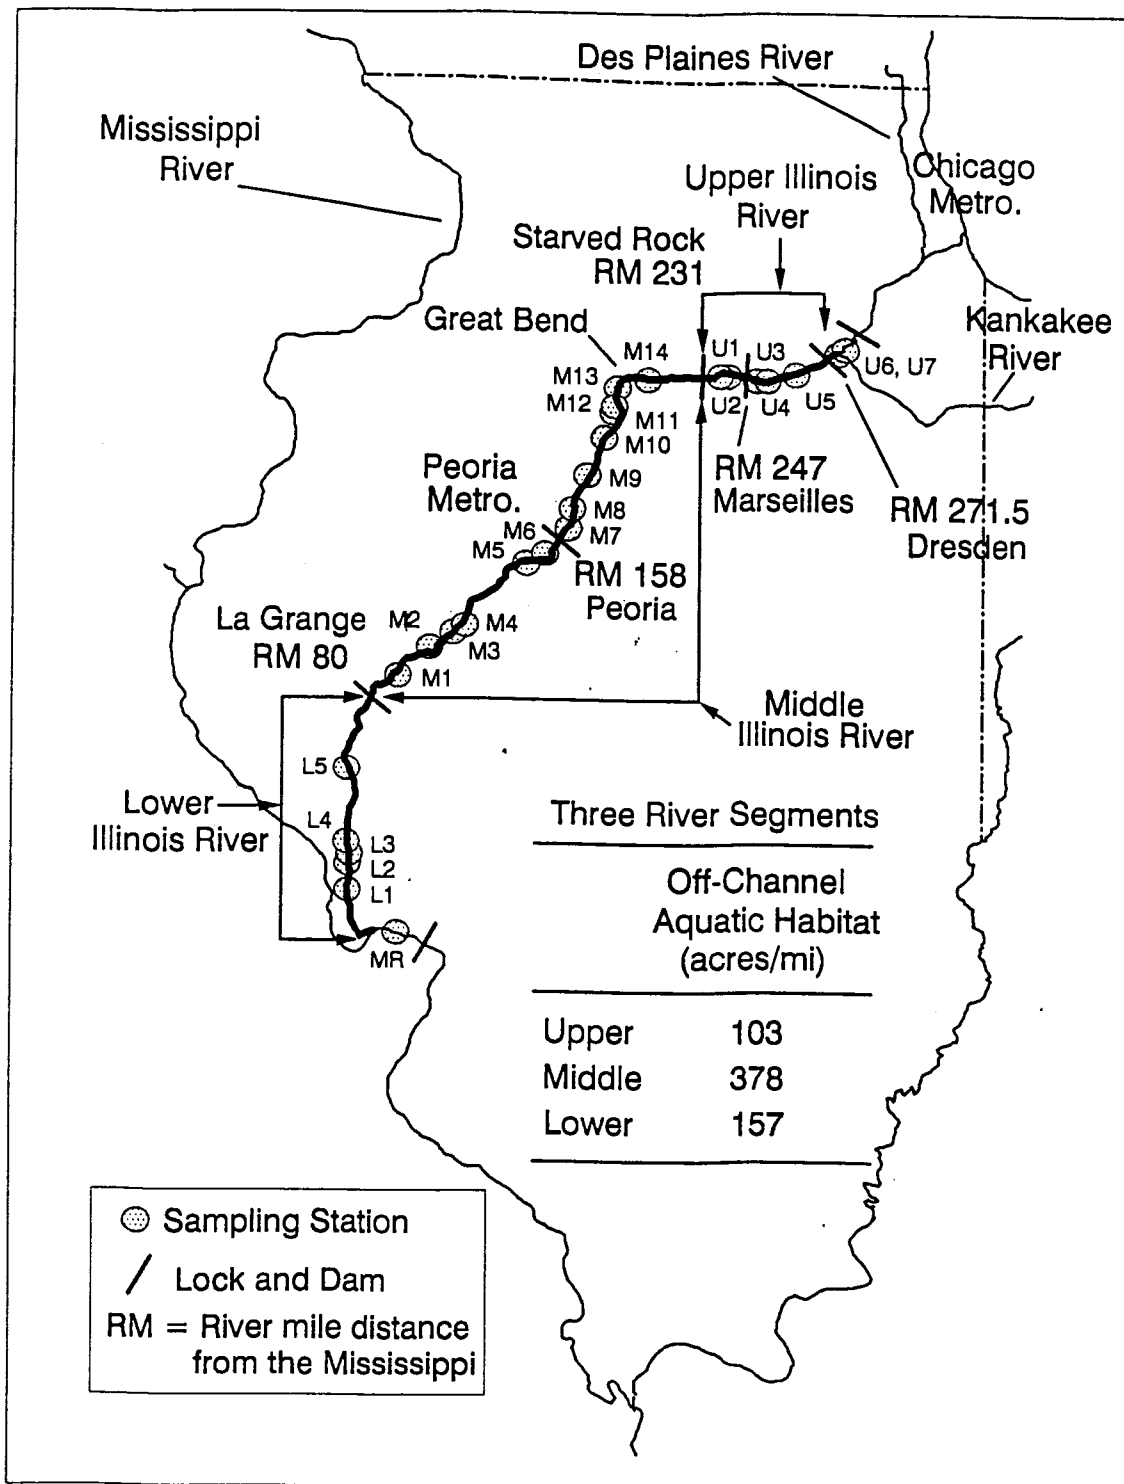 Des Plaines River
Mississippi
River
Chicago
Metro.
Upper Illinois
River
Starved Rock
RM 231
Great Bend
Kankakee
River
M14
U1
U3
U6, U7
M13
M12
U2
U4
U5
M11
M10
Peoria
Metro.
M9
RM 247
Marseilles
M8
RM 271.5
Dresden
M6
M7
M5
RM 158
Peoria
La Grange
RM 80
M2
M4
M3
M1
Middle
Illinois River
L5
Lower
Illinois River
L4
L3
L2
L1
MR
Three River Segments
Off-Channel
Aquatic Habitat
(acres/mi)
Upper 103
Middle 378
Lower 157
Sampling Station
Lock and Dam
RM = River mile distance
from the Mississippi